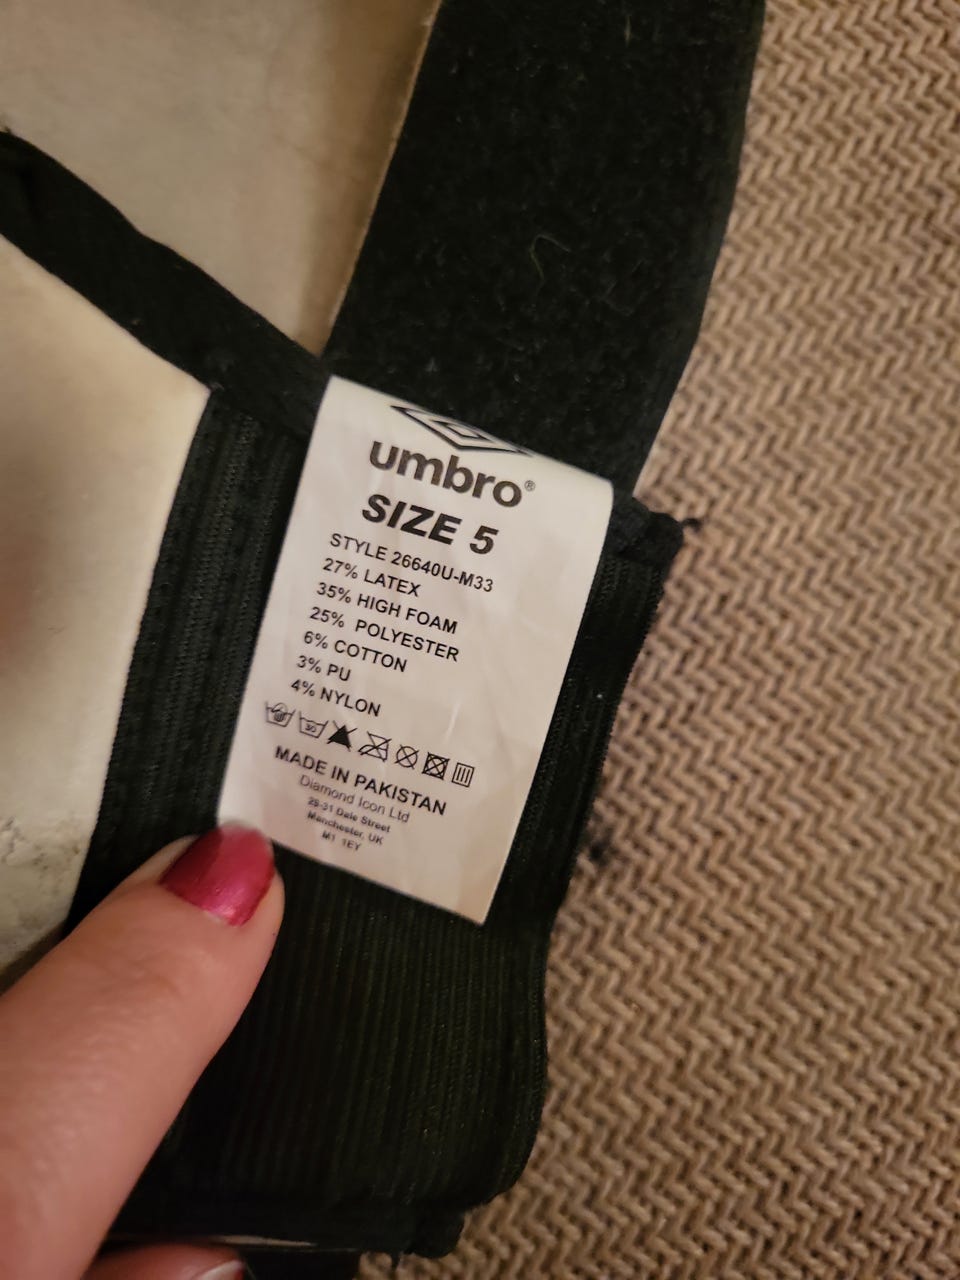 umbro®
SIZE 5
STYLE 26640U-M33
27% LATEX
35% HIGH FOAM
25% POLYESTER
6% COTTON
3% PU
4% NYLON
30
MADE IN PAKISTAN
Diamond Icon Ltd
29-31 Dale Street
Manchester, UK
M1 1EY